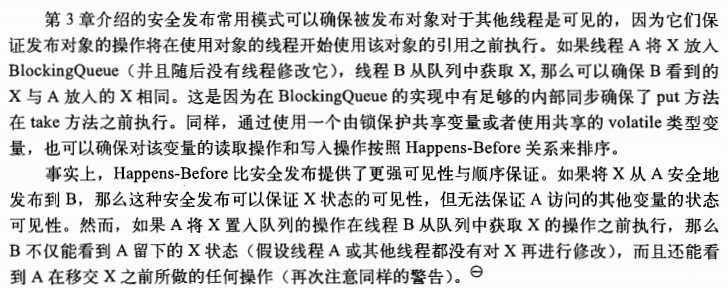 第 3 章介绍的安全发布常用模式可以确保被发布对象对于其他线程是可见的，因为它们保
证发布对象的操作将在使用对象的线程开始使用该对象的引用之前执行。如果线程 A 将 X 放入
BlockingQueue（并且随后没有线程修改它），线程 B 从队列中获取 X, 那么可以确保 B 看到的
X 与 A 放入的 X 相同。这是因为在 BlockingQueue 的实现中有足够的内部同步确保了 put 方法
在 take 方法之前执行。同样，通过使用一个由锁保护共享变量或者使用共享的 volatile 类型变
量，也可以确保对该变量的读取操作和写入操作按照 Happens-Before 关系来排序。
事实上，Happens-Before 比安全发布提供了更强可见性与顺序保证。如果将 X 从 A 安全地
发布到 B，那么这种安全发布可以保证 X 状态的可见性，但无法保证 A 访问的其他变量的状态
可见性。然而，如果 A 将 X 置入队列的操作在线程 B 从队列中获取 X 的操作之前执行，那么
B 不仅能看到 A 留下的 X 状态（假设线程 A 或其他线程都没有对 X 再进行修改），而且还能看
到 A 在移交 X 之前所做的任何操作（再次注意同样的警告）。㊀